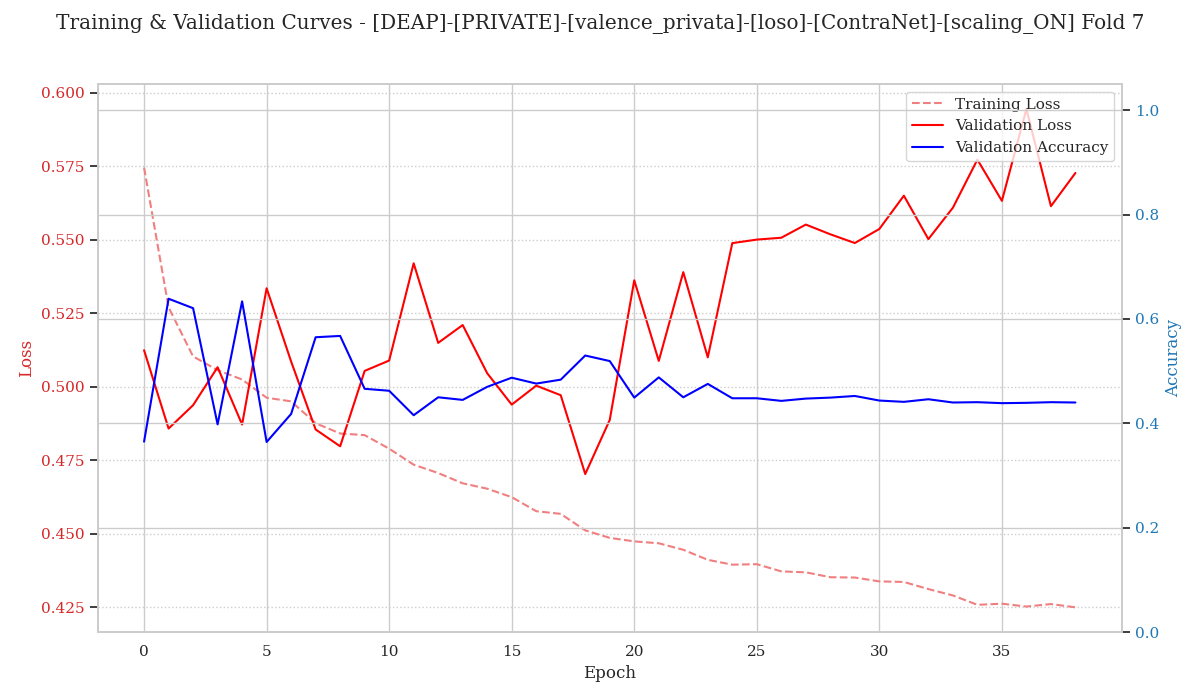 Training & Validation Curves - [DEAP]-[PRIVATE]-[valence_privata]-[loso]-[ContraNet]-[scaling_ON] Fold 7
Training Loss
Validation Loss
Validation Accuracy
Loss
0.600
0.575
0.550
0.525
0.500
0.475
0.450
0.425
Accuracy
1.0
0.8
0.6
0.4
0.2
0.0
0 5 10 15 20 25 30 35
Epoch